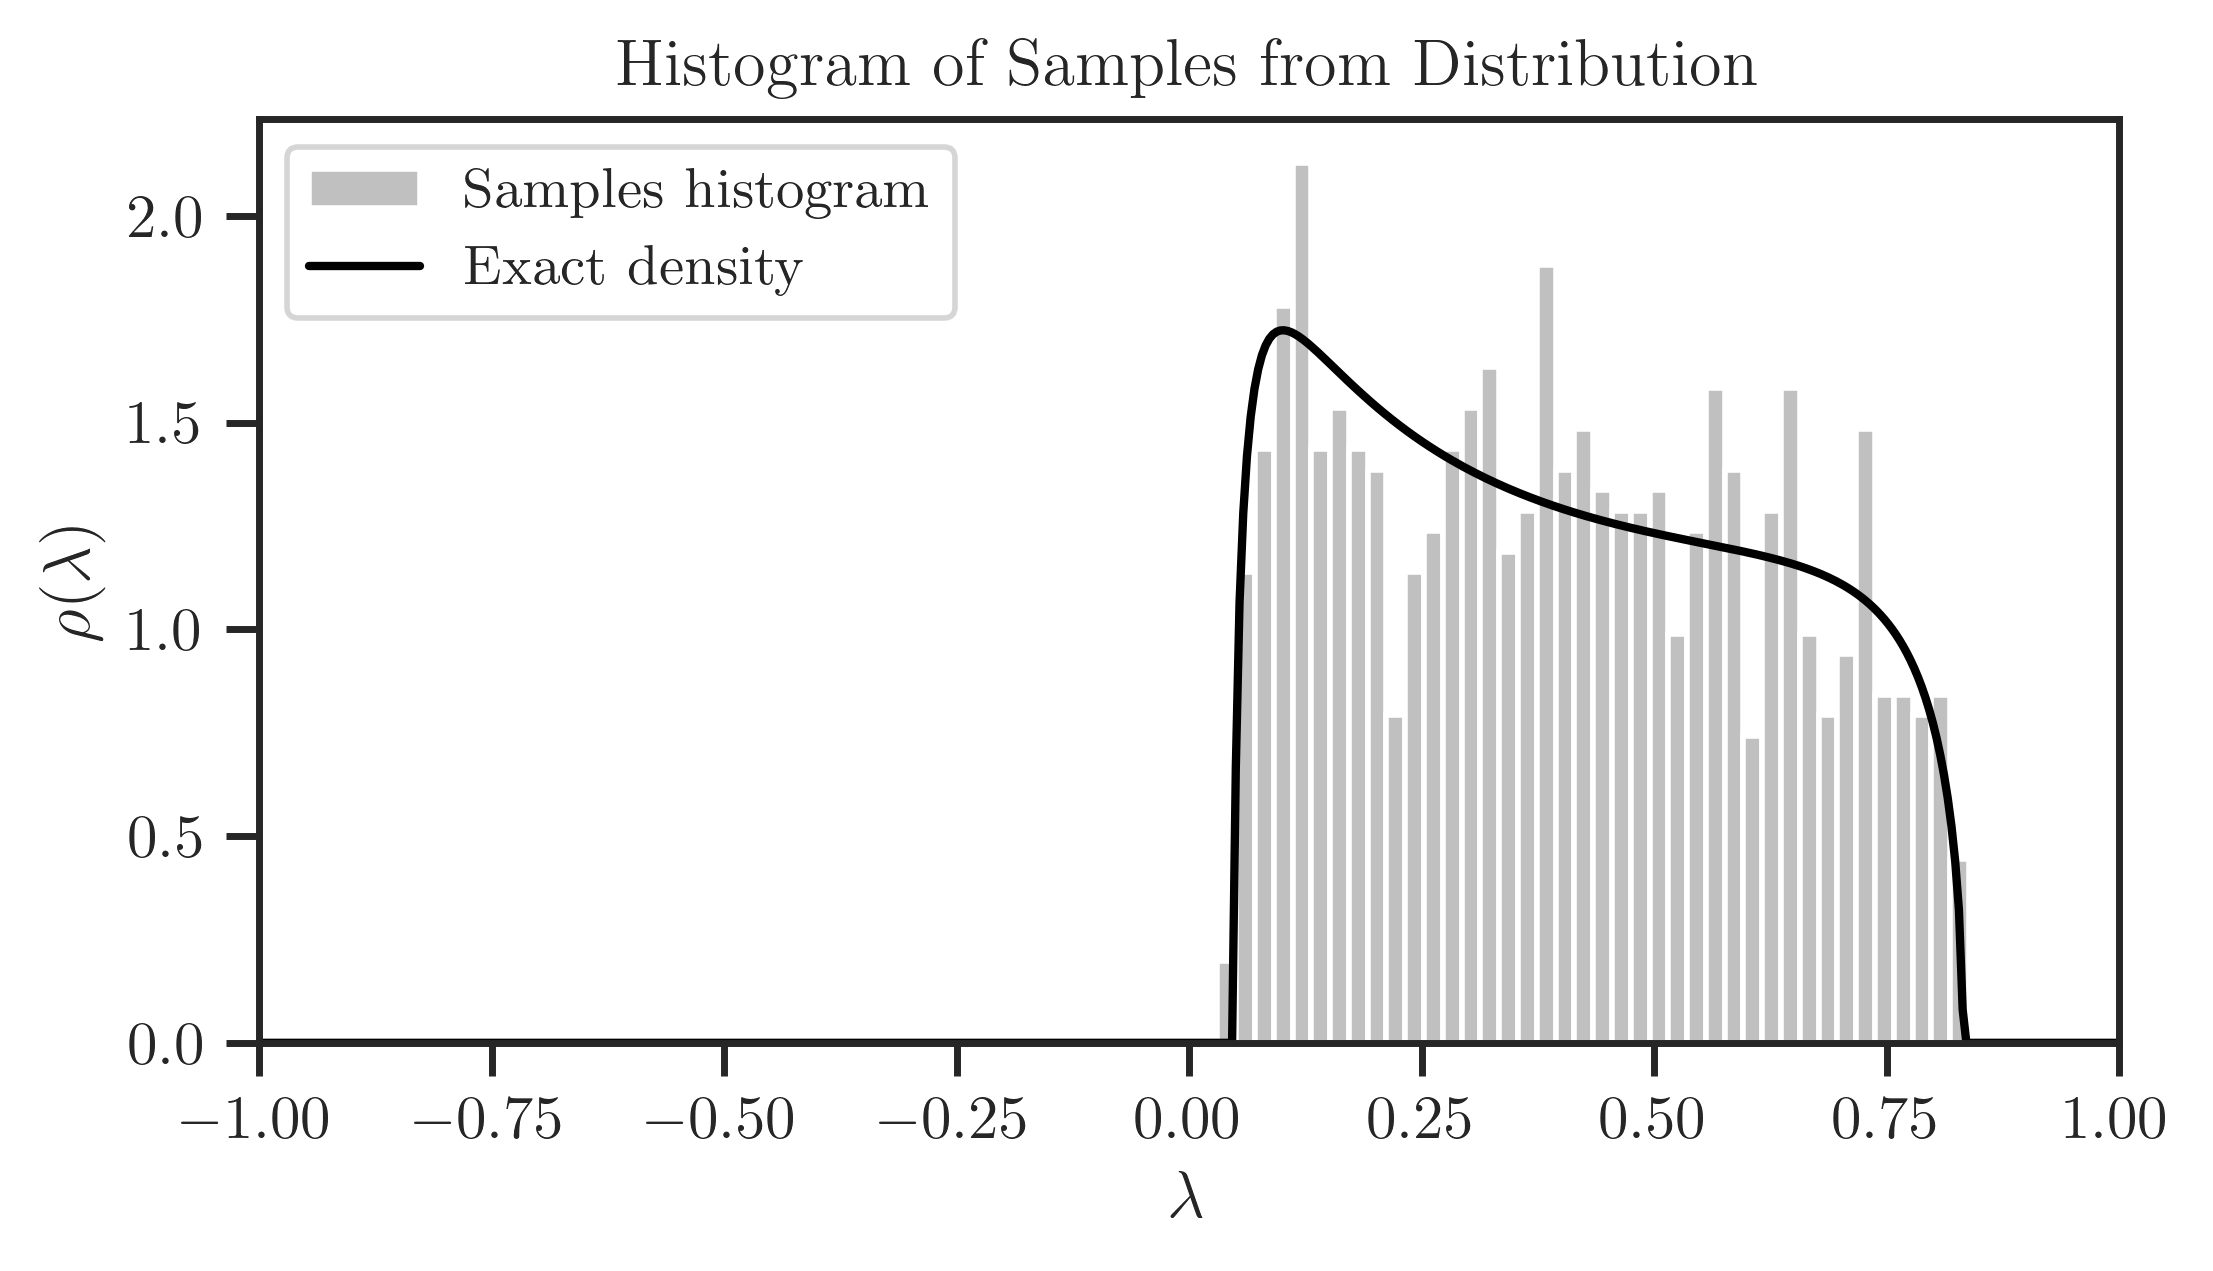 Histogram of Samples from Distribution
Samples histogram
Exact density
ρ(λ)
2.0
1.5
1.0
0.5
0.0
−1.00 −0.75 −0.50 −0.25 0.00 0.25 0.50 0.75 1.00
λ